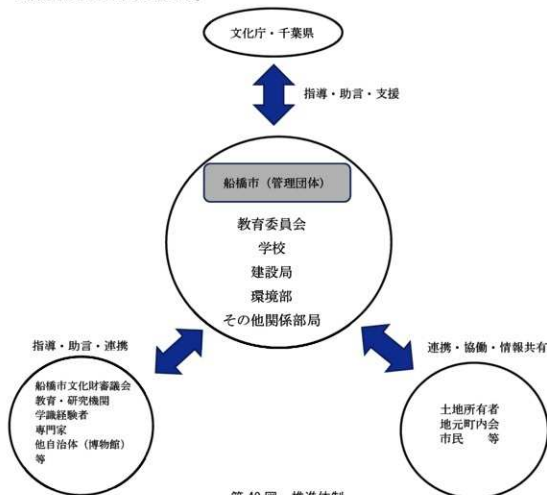 文化庁・千葉県
指導・助言・支援
船橋市（管理団体）
教育委員会
学校
建設局
環境部
その他関係部局
指導・助言・連携
船橋市文化財審議会
教育・研究機関
学識経験者
専門家
他自治体（博物館）
等
連携・協働・情報共有
土地所有者
地元町内会
市民　　等